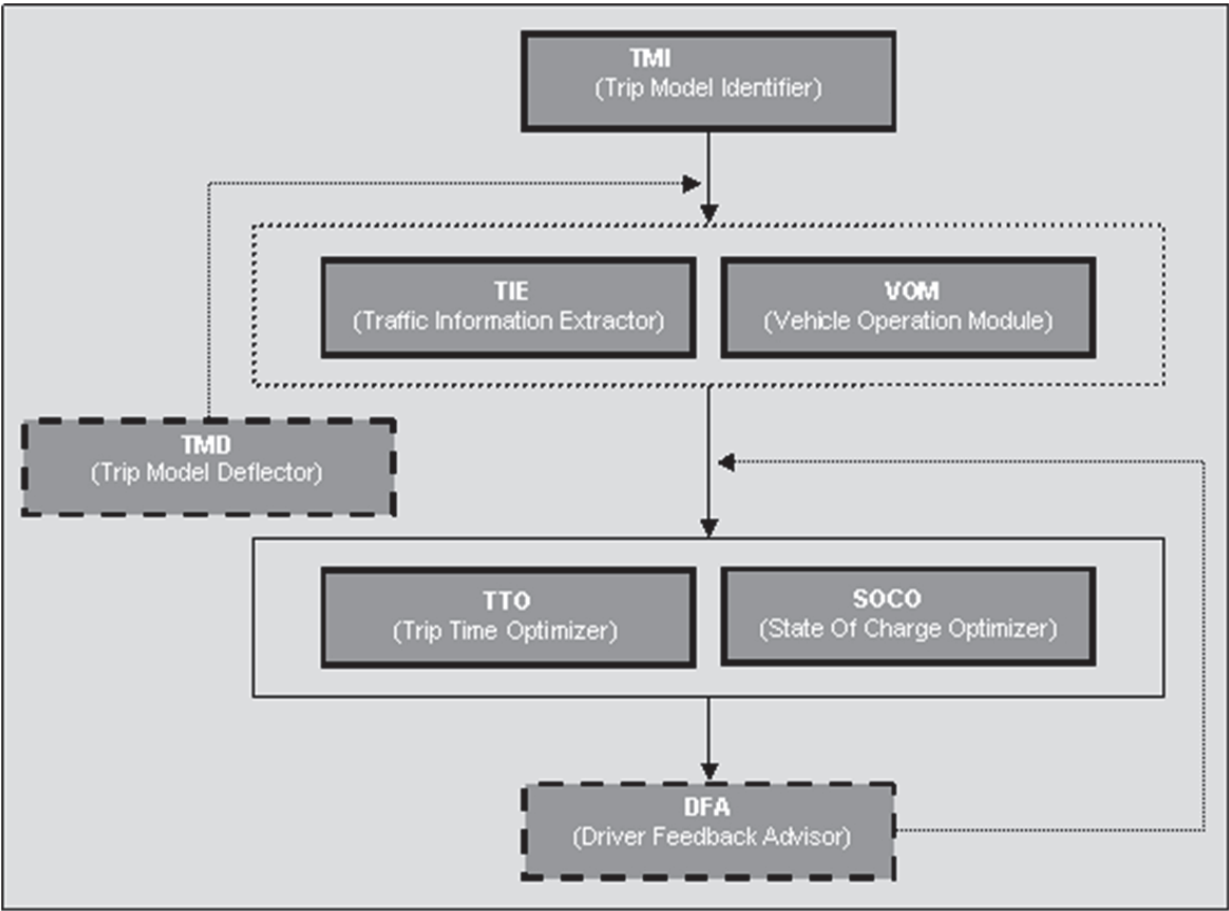 TMI
(Trip Model Identifier)
TIE
(Traffic Information Extractor)
VOM
(Vehicle Operation Module)
TMD
(Trip Model Deflector)
TTO
(Trip Time Optimizer)
SOCO
(State Of Charge Optimizer)
DFA
(Driver Feedback Advisor)